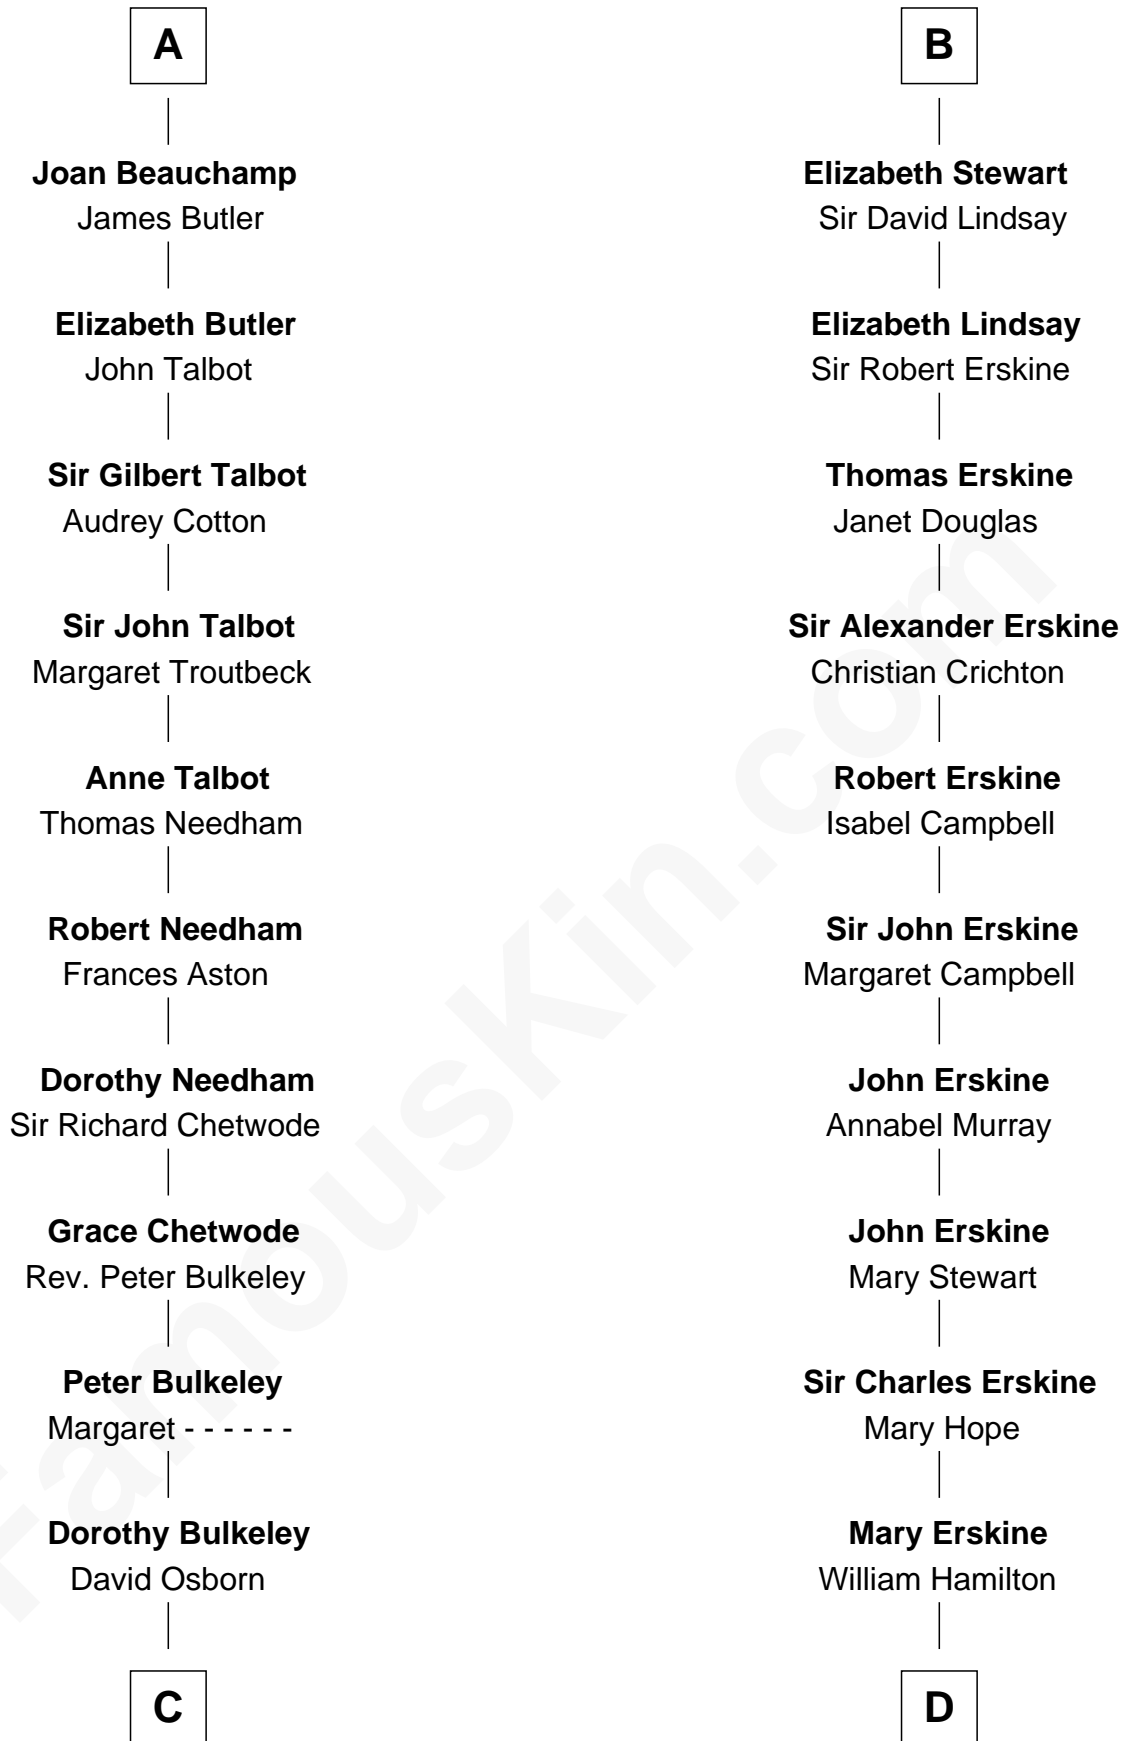 A
Joan Beauchamp
James Butler
Elizabeth Butler
John Talbot
Sir Gilbert Talbot
Audrey Cotton
Sir John Talbot
Margaret Troutbeck
Anne Talbot
Thomas Needham
Robert Needham
Frances Aston
Dorothy Needham
Sir Richard Chetwode
Grace Chetwode
Rev. Peter Bulkeley
Peter Bulkeley
Margaret - - - - - -
Dorothy Bulkeley
David Osborn
C
B
Elizabeth Stewart
Sir David Lindsay
Elizabeth Lindsay
Sir Robert Erskine
Thomas Erskine
Janet Douglas
Sir Alexander Erskine
Christian Crichton
Robert Erskine
Isabel Campbell
Sir John Erskine
Margaret Campbell
John Erskine
Annabel Murray
John Erskine
Mary Stewart
Sir Charles Erskine
Mary Hope
Mary Erskine
William Hamilton
D
FamousKin.com